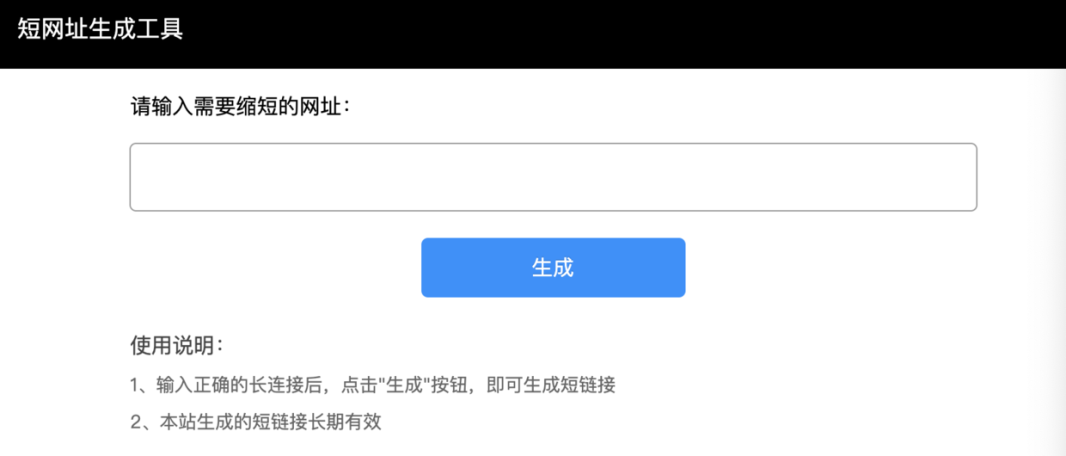 短网址生成工具
请输入需要缩短的网址：
生成
使用说明：
1、输入正确的长连接后，点击"生成"按钮，即可生成短链接
2、本站生成的短链接长期有效